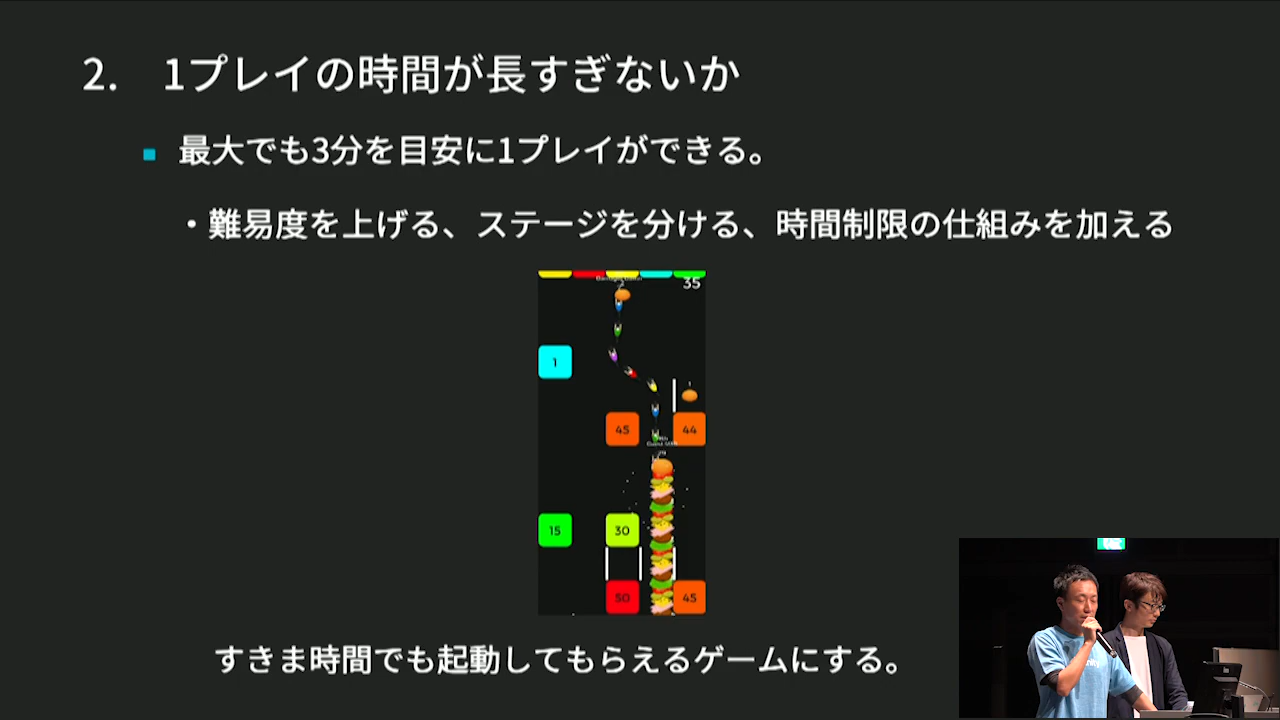 2. 1プレイの時間が長すぎないか
■ 最大でも3分を目安に1プレイができる。
・難易度を上げる、ステージを分ける、時間制限の仕組みを加える
35
1
1
45
44
15
30
50
45
すきま時間でも起動してもらえるゲームにする。